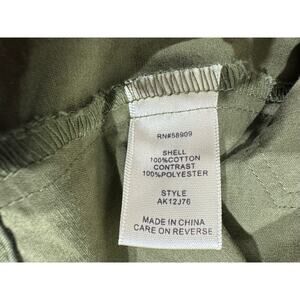 RN#58909
SHELL
100%COTTON
CONTRAST
100%POLYESTER
STYLE
AK12J76
MADE IN CHINA
CARE ON REVERSE